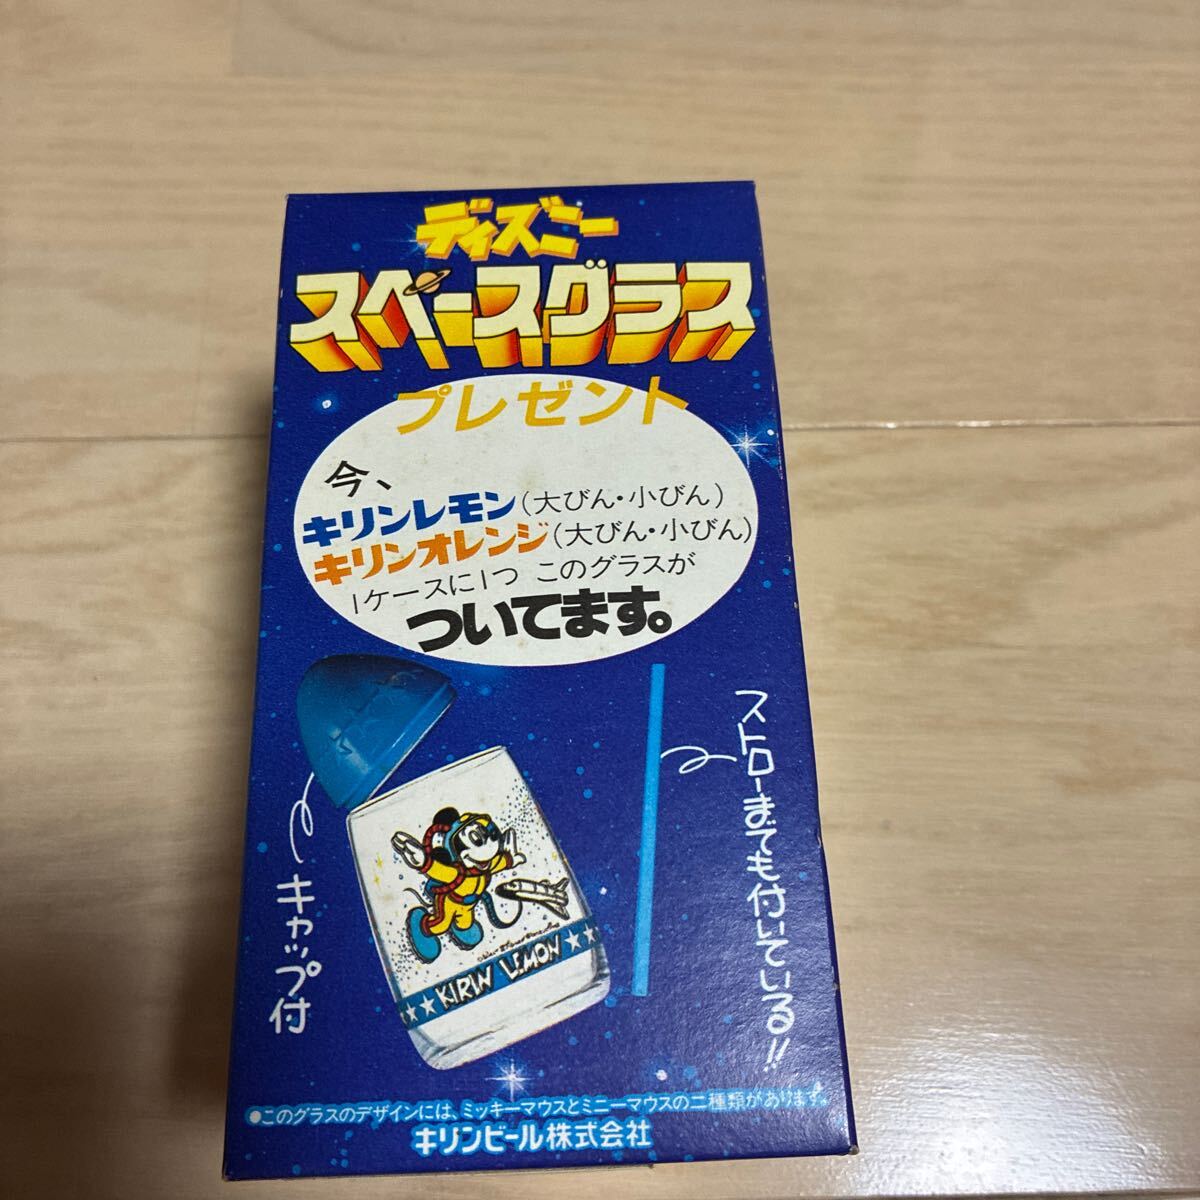 ディズニー
スペースグラス
プレゼント
今、
キリンレモン(大びん・小びん)
キリンオレンジ(大びん・小びん)
1ケースに1つ このグラスが
ついてます。
ストローまでも付いている!!
キャップ付
©WALT DISNEY PROD.
KIRIN LEMON
●このグラスのデザインには、ミッキーマウスとミニーマウスの二種類があります。
キリンビール株式会社